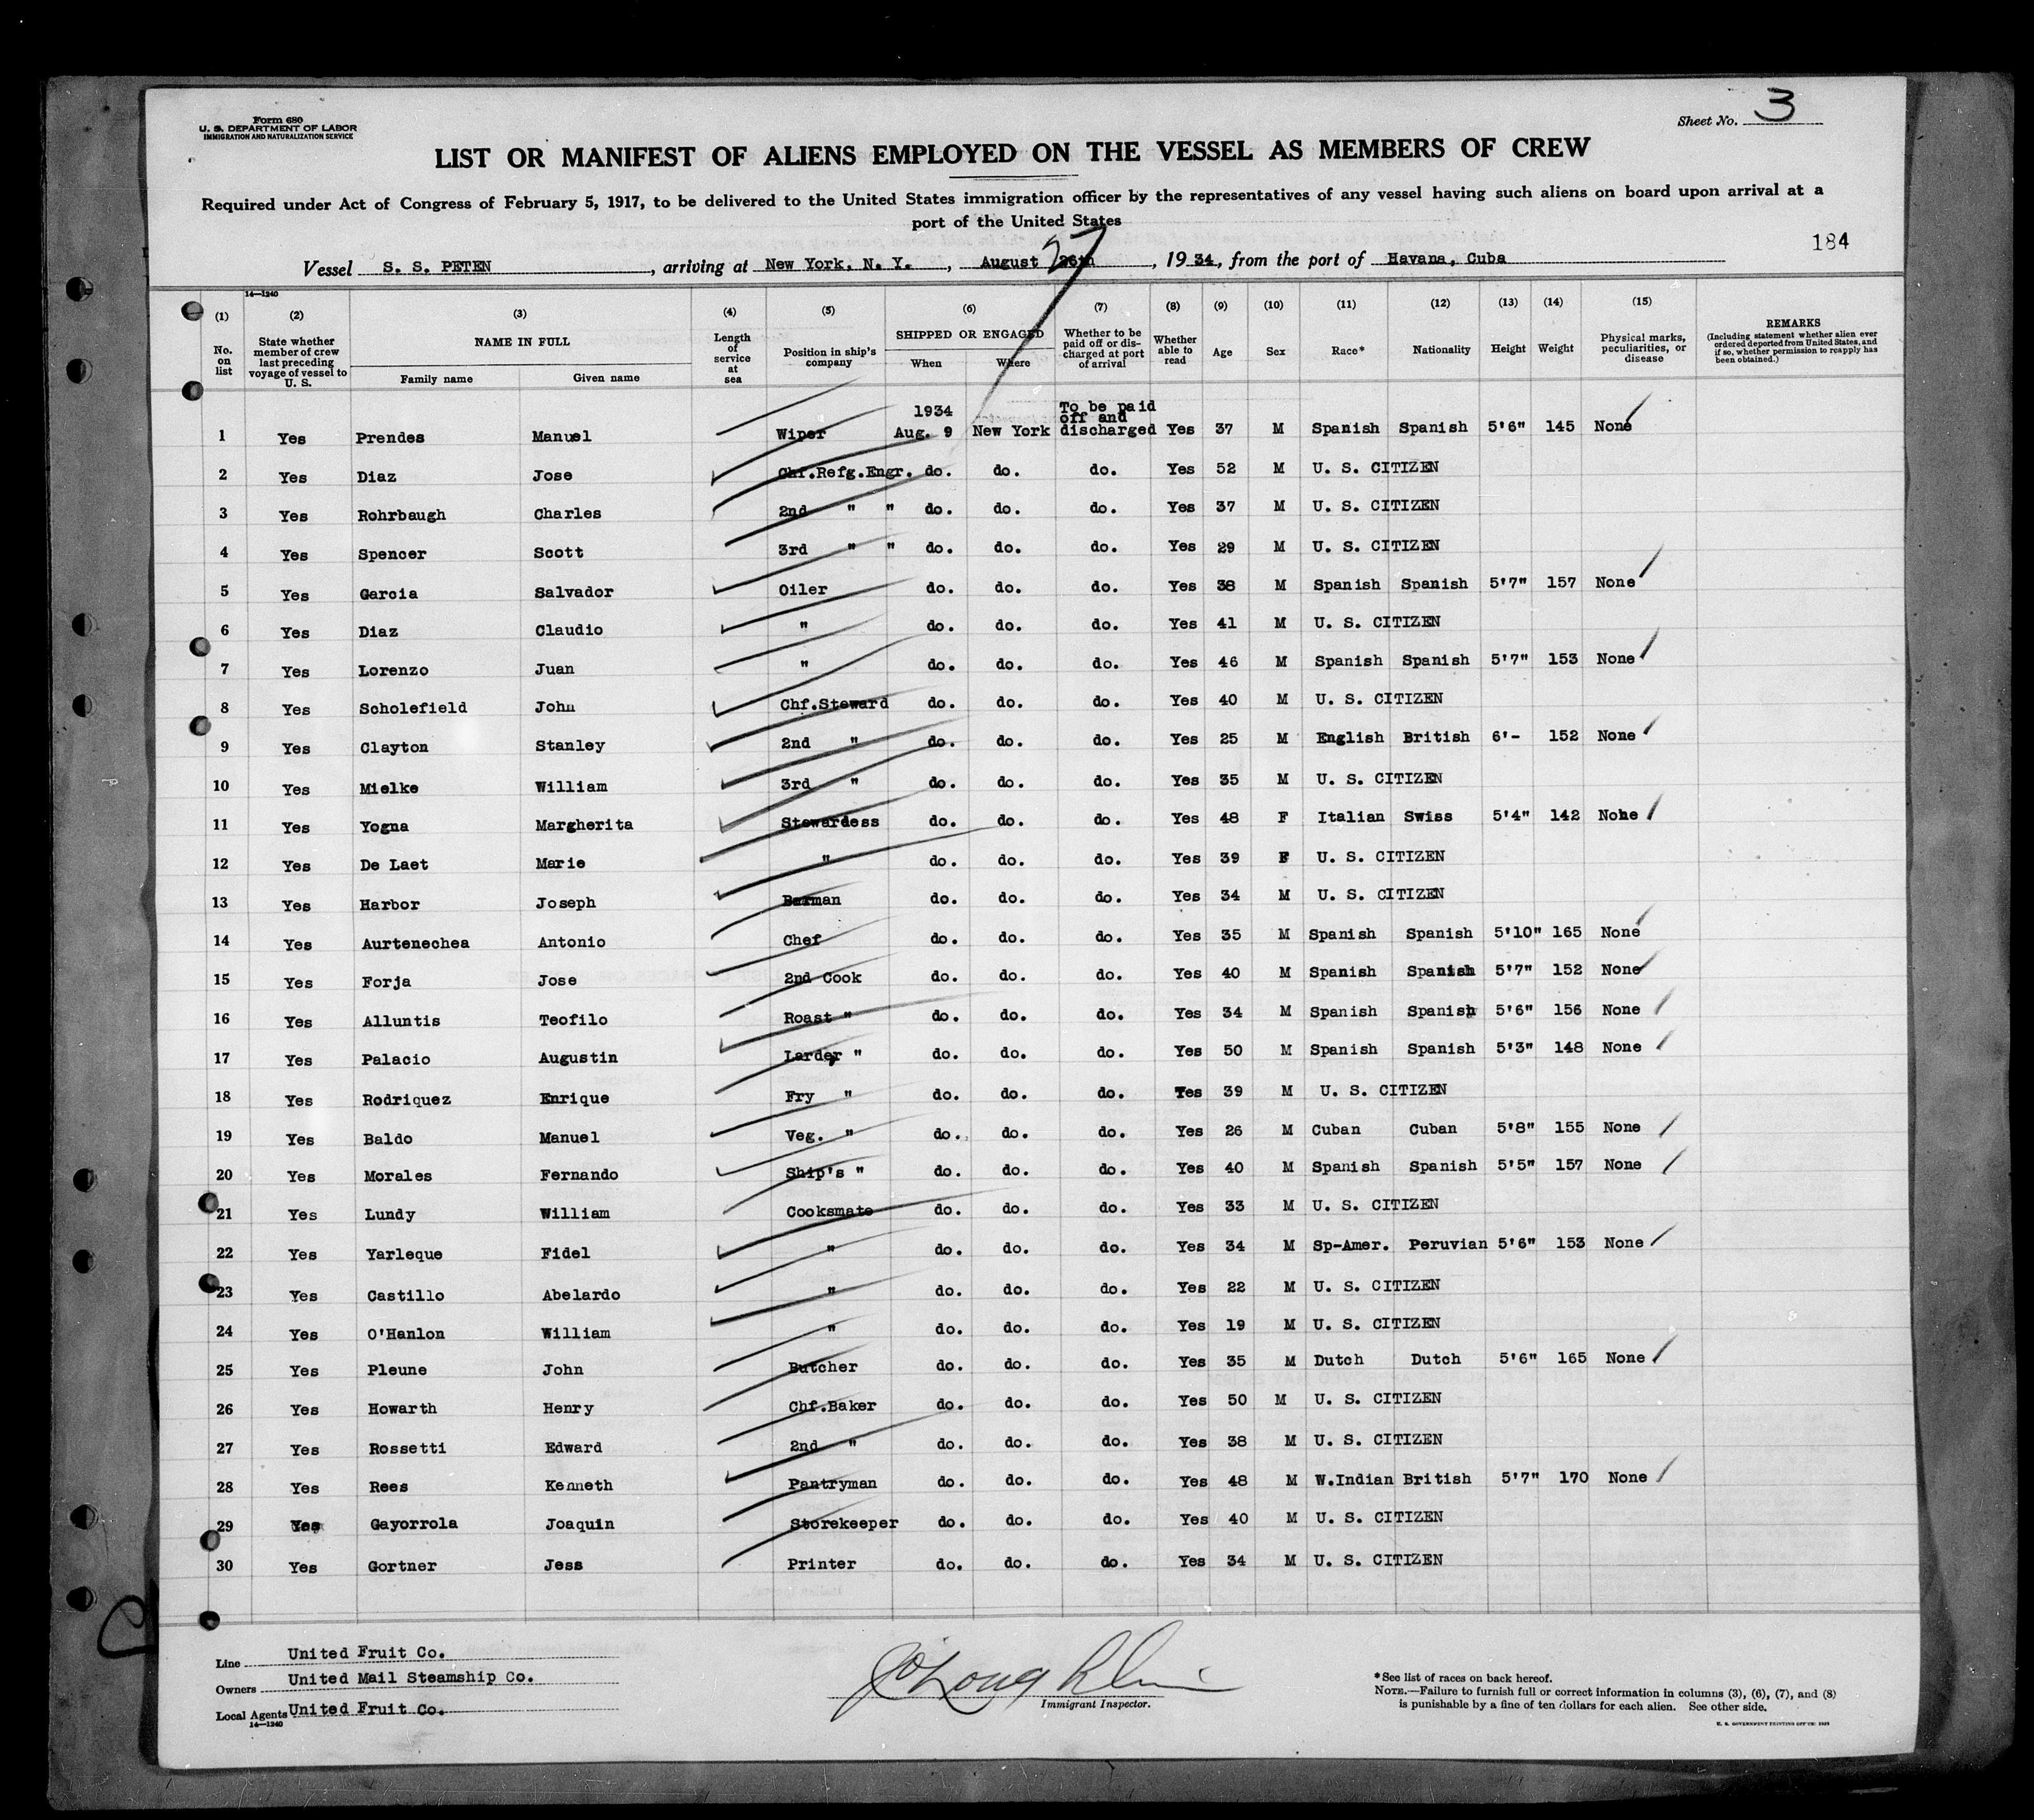 Form 680
U. S. DEPARTMENT OF LABOR
IMMIGRATION AND NATURALIZATION SERVICE
Sheet No. 3
LIST OR MANIFEST OF ALIENS EMPLOYED ON THE VESSEL AS MEMBERS OF CREW
Required under Act of Congress of February 5, 1917, to be delivered to the United States immigration officer by the representatives of any vessel having such aliens on board upon arrival at a
port of the United States
184
Vessel S. S. PETEN, arriving at New York, N. Y., August 26th 27, 1934, from the port of Havana, Cuba
14—1240
(1) (2) (3) (4) (5) (6) (7) (8) (9) (10) (11) (12) (13) (14) (15)
No. on list State whether member of crew last preceding voyage of vessel to U. S. NAME IN FULL Family name Given name Length of service at sea Position in ship's company SHIPPED OR ENGAGED When Where Whether to be paid off or discharged at port of arrival Whether able to read Age Sex Race* Nationality Height Weight Physical marks, peculiarities, or disease REMARKS (Including statement whether alien ever ordered deported from United States, and if so, whether permission to reapply has been obtained.)
1934 To be paid off and
1 Yes Prendes Manuel Wiper Aug. 9 New York discharged Yes 37 M Spanish Spanish 5'6" 145 None
2 Yes Diaz Jose Chf.Refg.Engr. do. do. do. Yes 52 M U. S. CITIZEN
3 Yes Rohrbaugh Charles 2nd " " do. do. do. Yes 37 M U. S. CITIZEN
4 Yes Spencer Scott 3rd " " do. do. do. Yes 29 M U. S. CITIZEN
5 Yes Garcia Salvador Oiler do. do. do. Yes 38 M Spanish Spanish 5'7" 157 None
6 Yes Diaz Claudio " do. do. do. Yes 41 M U. S. CITIZEN
7 Yes Lorenzo Juan " do. do. do. Yes 46 M Spanish Spanish 5'7" 153 None
8 Yes Scholefield John Chf.Steward do. do. do. Yes 40 M U. S. CITIZEN
9 Yes Clayton Stanley 2nd " do. do. do. Yes 25 M English British 6'- 152 None
10 Yes Mielke William 3rd " do. do. do. Yes 35 M U. S. CITIZEN
11 Yes Yogna Margherita Stewardess do. do. do. Yes 48 F Italian Swiss 5'4" 142 None
12 Yes De Laet Marie " do. do. do. Yes 39 F U. S. CITIZEN
13 Yes Harbor Joseph Barman do. do. do. Yes 34 M U. S. CITIZEN
14 Yes Aurtenechea Antonio Chef do. do. do. Yes 35 M Spanish Spanish 5'10" 165 None
15 Yes Forja Jose 2nd Cook do. do. do. Yes 40 M Spanish Spanish 5'7" 152 None
16 Yes Alluntis Teofilo Roast " do. do. do. Yes 34 M Spanish Spanish 5'6" 156 None
17 Yes Palacio Augustin Larder " do. do. do. Yes 50 M Spanish Spanish 5'3" 148 None
18 Yes Rodriquez Enrique Fry " do. do. do. Yes 39 M U. S. CITIZEN
19 Yes Baldo Manuel Veg. " do. do. do. Yes 26 M Cuban Cuban 5'8" 155 None
20 Yes Morales Fernando Ship's " do. do. do. Yes 40 M Spanish Spanish 5'5" 157 None
21 Yes Lundy William Cooksmate do. do. do. Yes 33 M U. S. CITIZEN
22 Yes Yarleque Fidel " do. do. do. Yes 34 M Sp-Amer. Peruvian 5'6" 153 None
23 Yes Castillo Abelardo " do. do. do. Yes 22 M U. S. CITIZEN
24 Yes O'Hanlon William " do. do. do. Yes 19 M U. S. CITIZEN
25 Yes Pleune John Butcher do. do. do. Yes 35 M Dutch Dutch 5'6" 165 None
26 Yes Howarth Henry Chf.Baker do. do. do. Yes 50 M U. S. CITIZEN
27 Yes Rossetti Edward 2nd " do. do. do. Yes 38 M U. S. CITIZEN
28 Yes Rees Kenneth Pantryman do. do. do. Yes 48 M W.Indian British 5'7" 170 None
29 Yes Gayorrola Joaquin Storekeeper do. do. do. Yes 40 M U. S. CITIZEN
30 Yes Gortner Jess Printer do. do. do. Yes 34 M U. S. CITIZEN
Line United Fruit Co.
Owners United Mail Steamship Co.
Local Agents United Fruit Co.
14—1240
Immigrant Inspector.
*See list of races on back hereof.
NOTE.—Failure to furnish full or correct information in columns (3), (6), (7), and (8)
is punishable by a fine of ten dollars for each alien. See other side.
U. S. GOVERNMENT PRINTING OFFICE: 1929